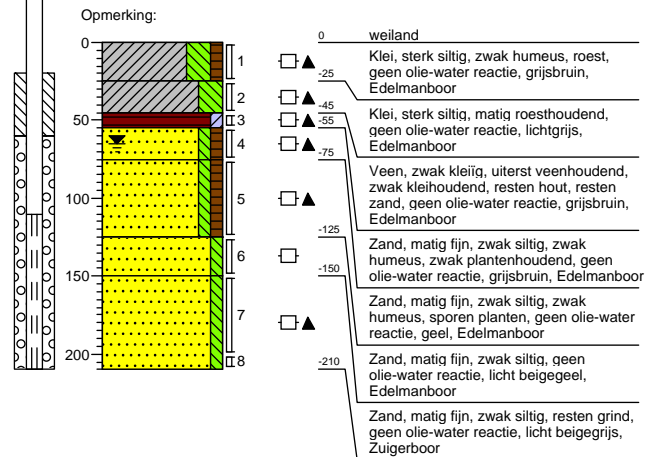 Opmerking:
0
50
100
150
200
1
2
3
4
5
6
7
8
0
weiland
Klei, sterk siltig, zwak humeus, roest,
geen olie-water reactie, grijsbruin,
Edelmanboor
-25
Klei, sterk siltig, matig roesthoudend,
geen olie-water reactie, lichtgrijs,
Edelmanboor
-45
Veen, zwak kleiïg, uiterst veenhoudend,
zwak kleihoudend, resten hout, resten
zand, geen olie-water reactie, grijsbruin,
Edelmanboor
-55
Zand, matig fijn, zwak siltig, zwak
humeus, zwak plantenhoudend, geen
olie-water reactie, grijsbruin, Edelmanboor
-75
Zand, matig fijn, zwak siltig, zwak
humeus, sporen planten, geen olie-water
reactie, geel, Edelmanboor
-125
Zand, matig fijn, zwak siltig, geen
olie-water reactie, licht beigegeel,
Edelmanboor
-150
Zand, matig fijn, zwak siltig, resten grind,
geen olie-water reactie, licht beigegrijs,
Zuigerboor
-210